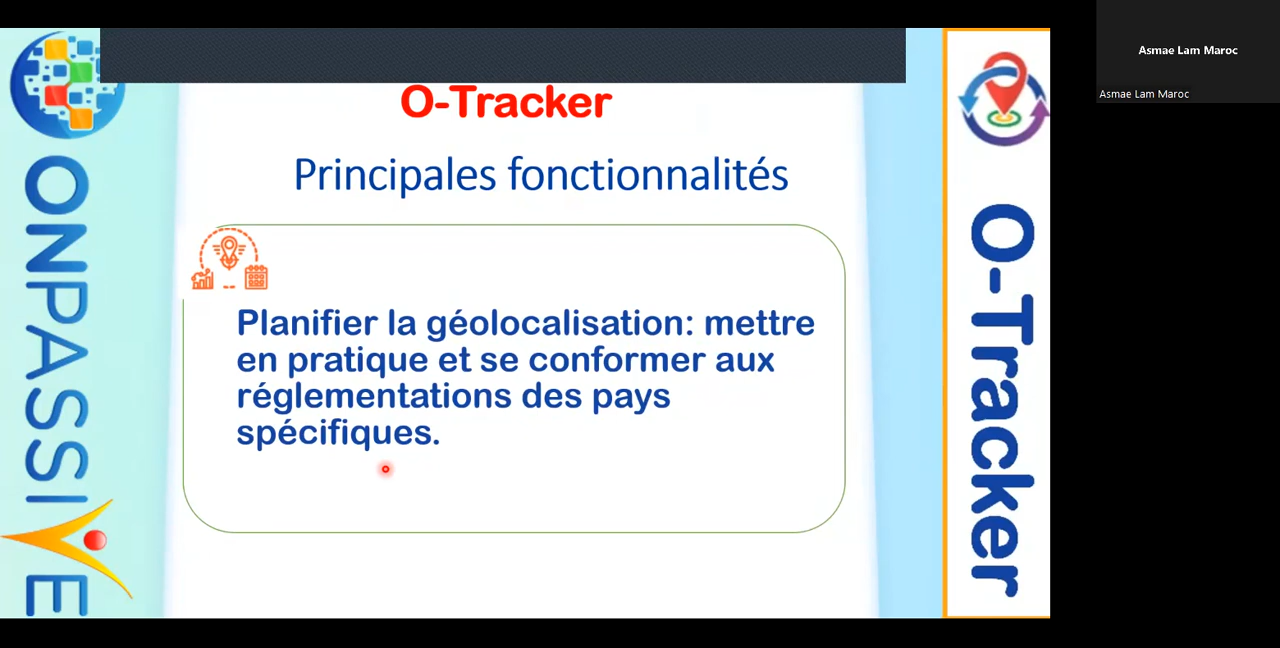 Asmae Lam Maroc
Asmae Lam Maroc
O-Tracker
Principales fonctionnalités
Planifier la géolocalisation: mettre
en pratique et se conformer aux
réglementations des pays
spécifiques.
ONPASSIVE
O-Tracker